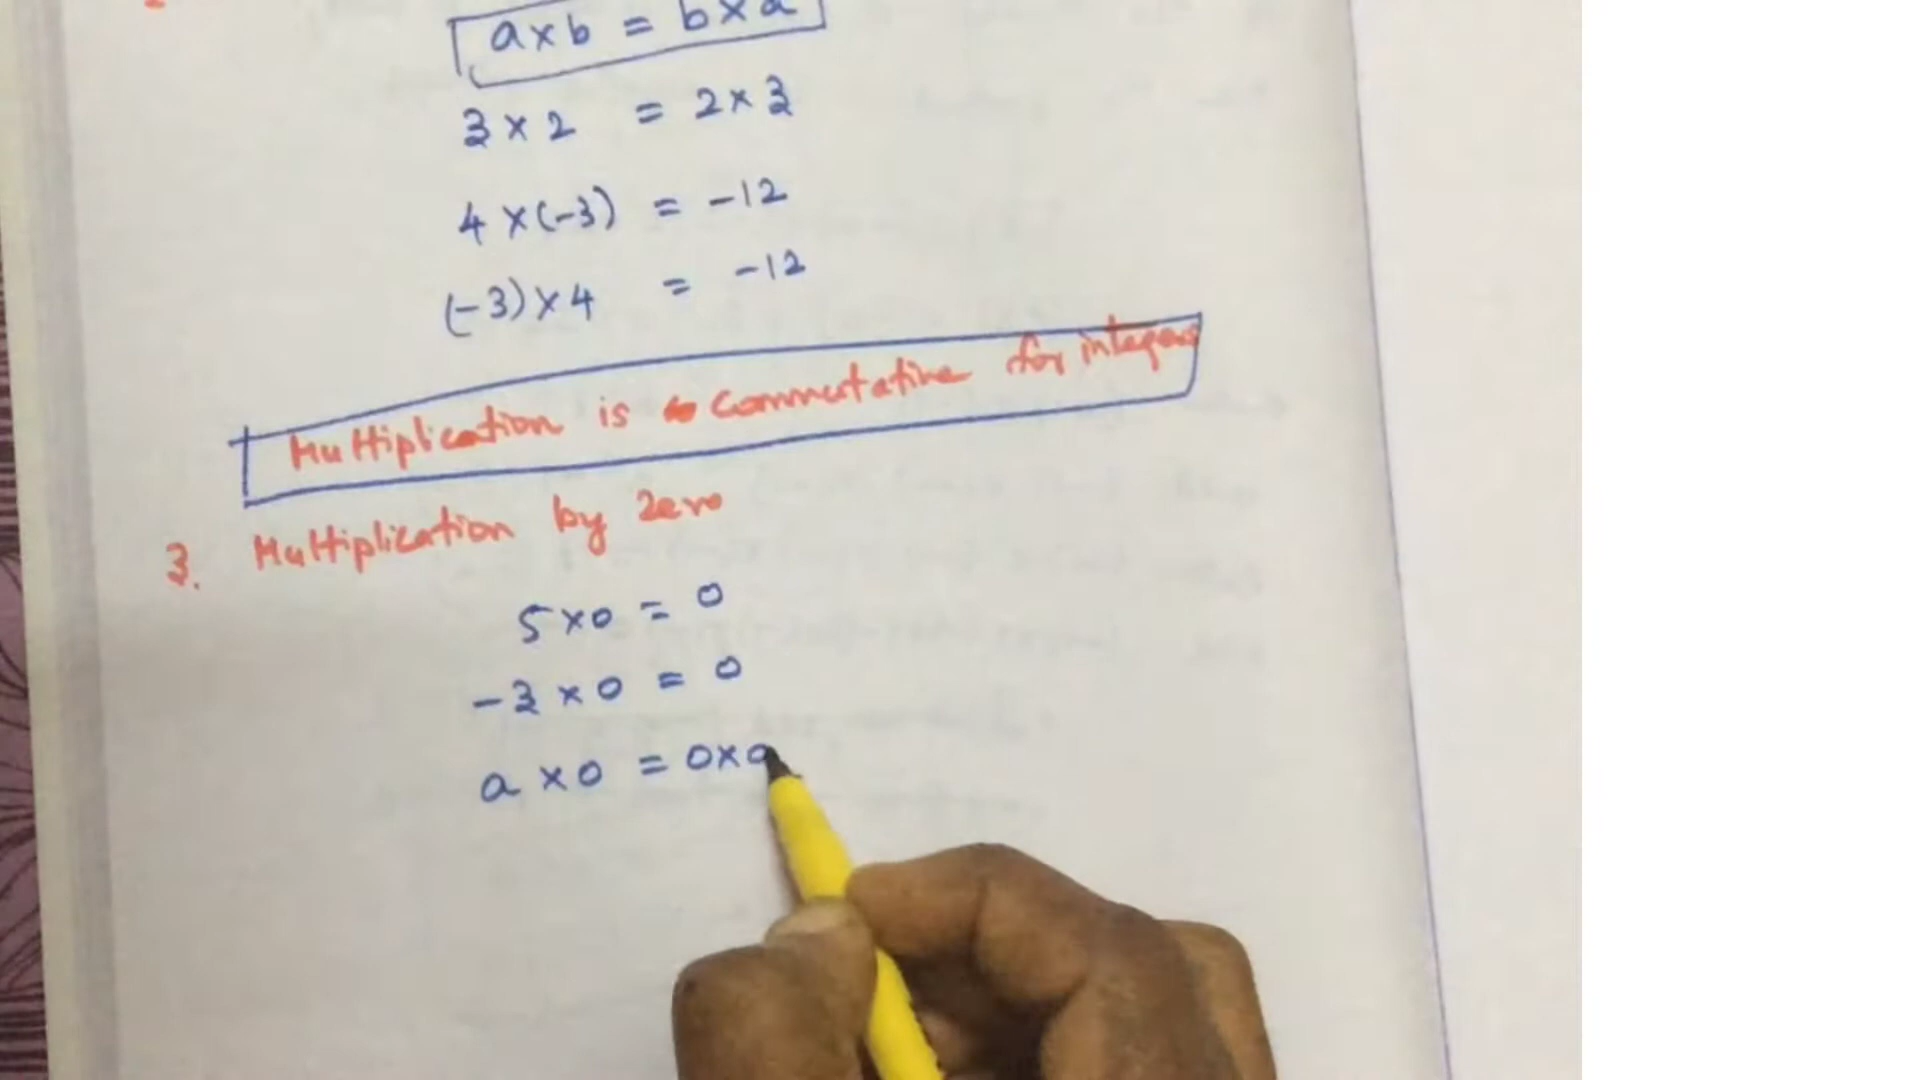 a×b = b×a
3×2 = 2×3
4×(-3) = -12
(-3)×4 = -12
Multiplication is commutative for integers
3. Multiplication by zero
5×0 = 0
-3×0 = 0
a×0 = 0×a